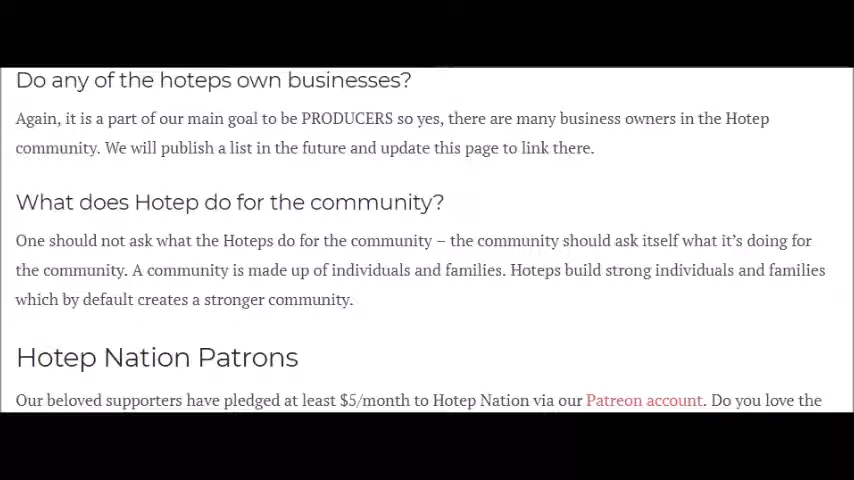 Do any of the hoteps own businesses?
Again, it is a part of our main goal to be PRODUCERS so yes, there are many business owners in the Hotep
community. We will publish a list in the future and update this page to link there.
What does Hotep do for the community?
One should not ask what the Hoteps do for the community – the community should ask itself what it's doing for
the community. A community is made up of individuals and families. Hoteps build strong individuals and families
which by default creates a stronger community.
Hotep Nation Patrons
Our beloved supporters have pledged at least $5/month to Hotep Nation via our Patreon account. Do you love the